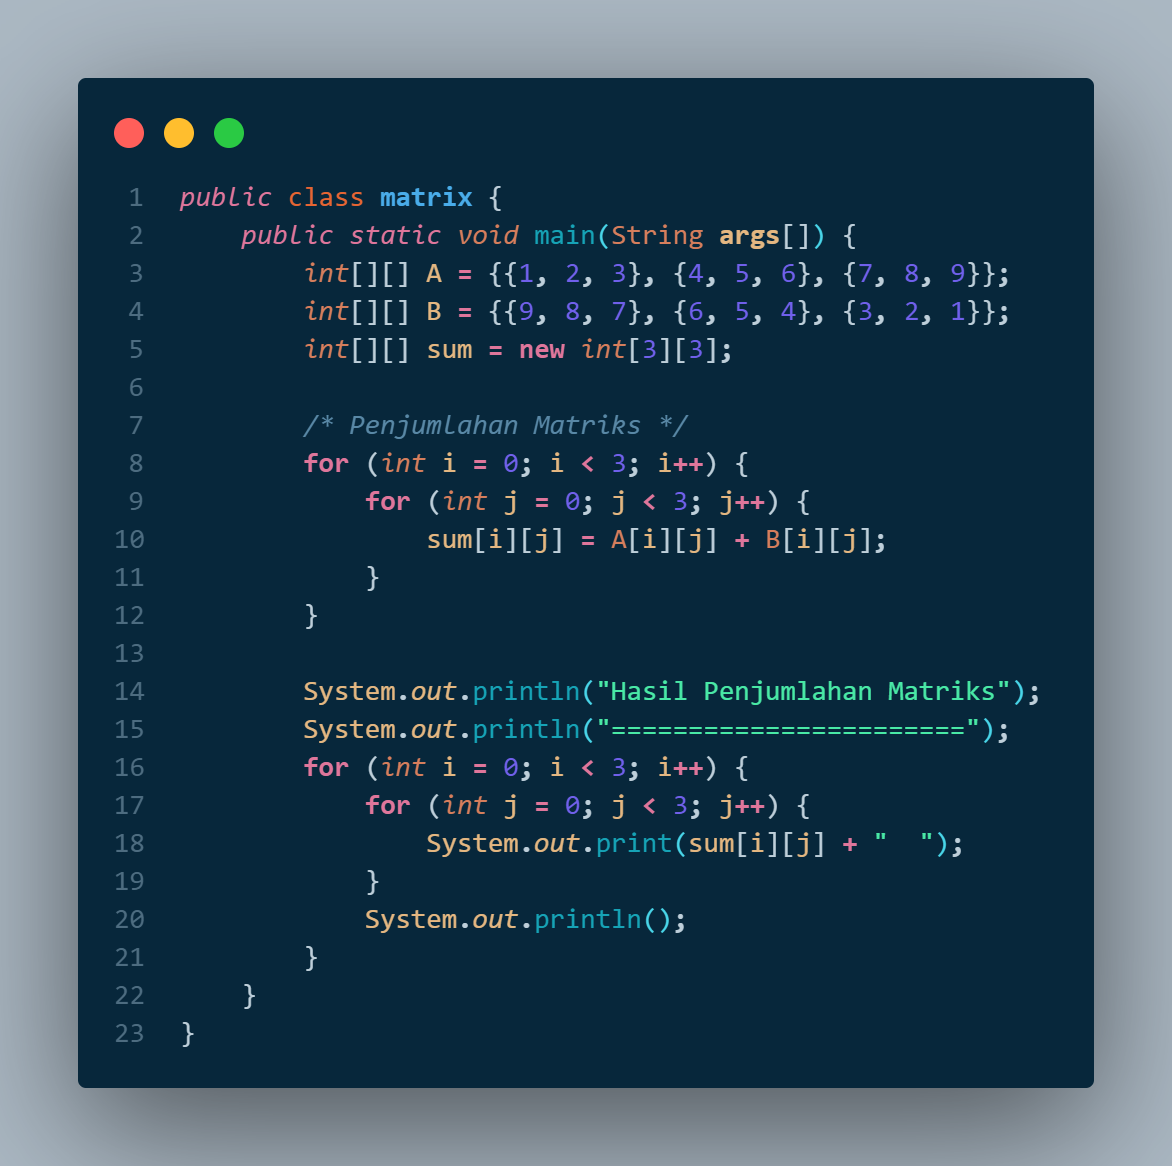 1 public class matrix {
2     public static void main(String args[]) {
3         int[][] A = {{1, 2, 3}, {4, 5, 6}, {7, 8, 9}};
4         int[][] B = {{9, 8, 7}, {6, 5, 4}, {3, 2, 1}};
5         int[][] sum = new int[3][3];
6
7         /* Penjumlahan Matriks */
8         for (int i = 0; i < 3; i++) {
9             for (int j = 0; j < 3; j++) {
10                 sum[i][j] = A[i][j] + B[i][j];
11             }
12         }
13
14         System.out.println("Hasil Penjumlahan Matriks");
15         System.out.println("=======================");
16         for (int i = 0; i < 3; i++) {
17             for (int j = 0; j < 3; j++) {
18                 System.out.print(sum[i][j] + "  ");
19             }
20             System.out.println();
21         }
22     }
23 }